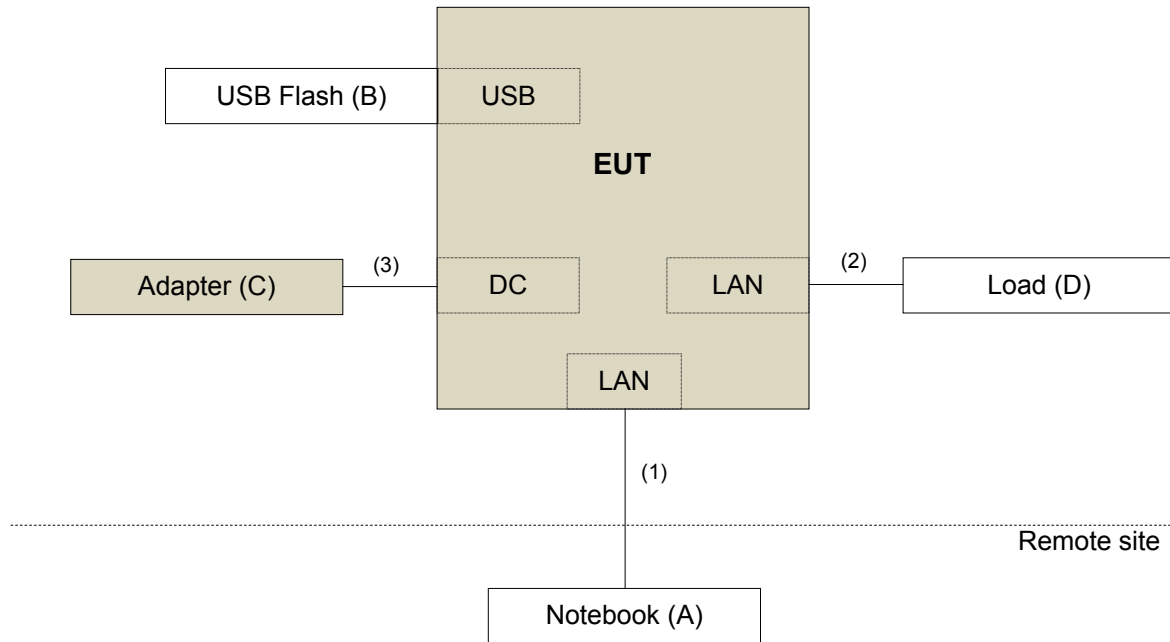 USB Flash (B)
USB
EUT
Adapter (C)
(3)
DC
LAN
(2)
Load (D)
LAN
(1)
Remote site
Notebook (A)